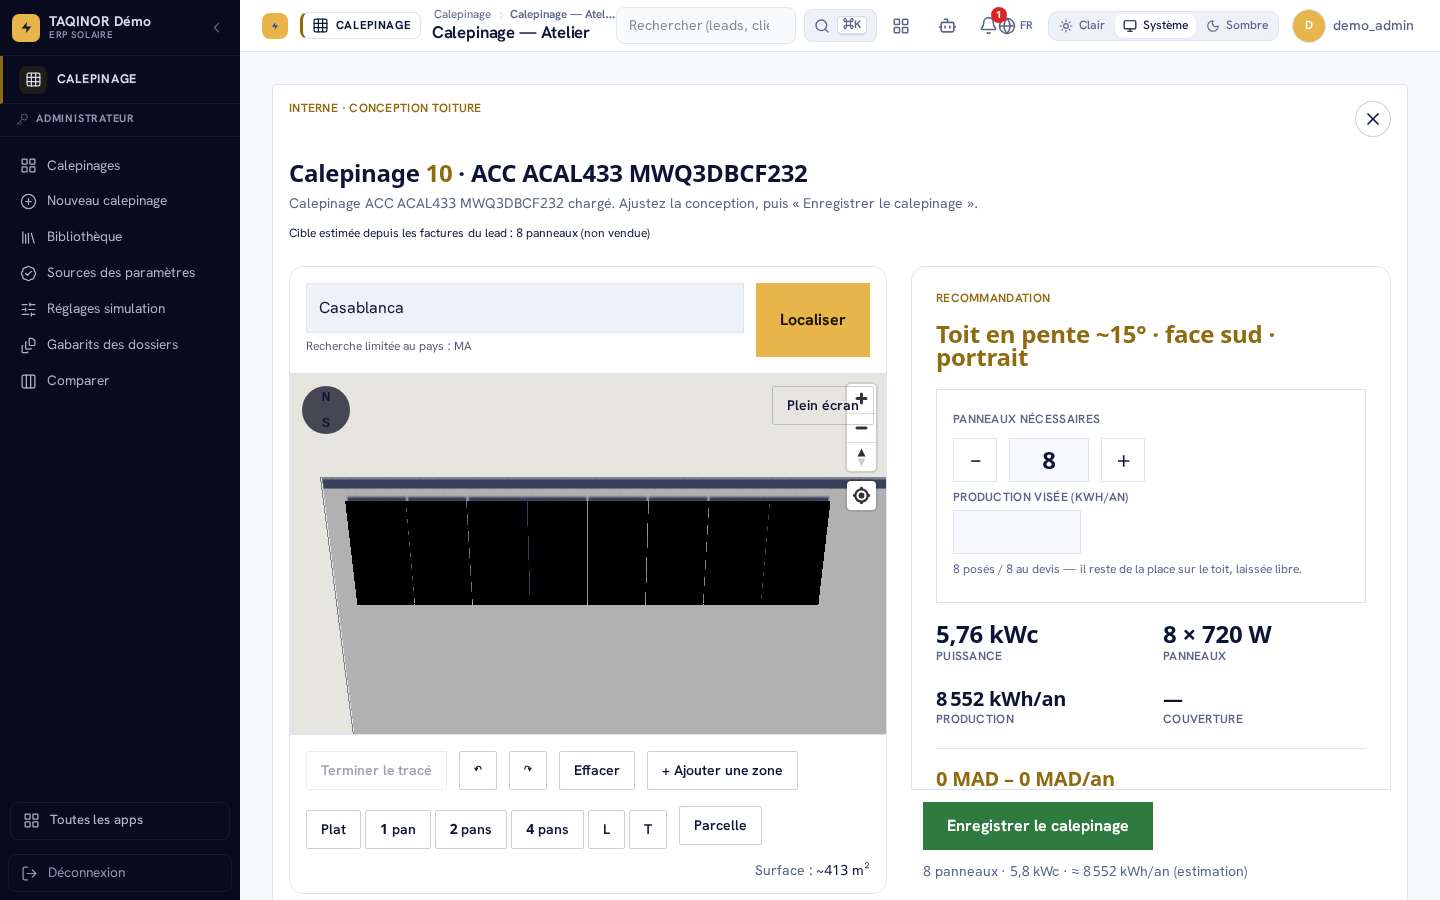 TAQINOR Démo
ERP SOLAIRE
CALEPINAGE
ADMINISTRATEUR
Calepinages
Nouveau calepinage
Bibliothèque
Sources des paramètres
Réglages simulation
Gabarits des dossiers
Comparer
Toutes les apps
Déconnexion
CALEPINAGE
Calepinage > Calepinage — Atel...
Calepinage — Atelier
Rechercher (leads, clie
⌘K
1
FR
Clair
Système
Sombre
D
demo_admin
INTERNE · CONCEPTION TOITURE
Calepinage 10 · ACC ACAL433 MWQ3DBCF232
Calepinage ACC ACAL433 MWQ3DBCF232 chargé. Ajustez la conception, puis « Enregistrer le calepinage ».
Cible estimée depuis les factures du lead : 8 panneaux (non vendue)
Casablanca
Localiser
Recherche limitée au pays : MA
N
S
Plein écran
Terminer le tracé
↶
↷
Effacer
+ Ajouter une zone
Plat
1 pan
2 pans
4 pans
L
T
Parcelle
Surface : ~413 m²
RECOMMANDATION
Toit en pente ~15° · face sud ·
portrait
PANNEAUX NÉCESSAIRES
−
8
+
PRODUCTION VISÉE (KWH/AN)
8 posés / 8 au devis — il reste de la place sur le toit, laissée libre.
5,76 kWc
PUISSANCE
8 × 720 W
PANNEAUX
8 552 kWh/an
PRODUCTION
—
COUVERTURE
0 MAD – 0 MAD/an
Enregistrer le calepinage
8 panneaux · 5,8 kWc · ≈ 8 552 kWh/an (estimation)